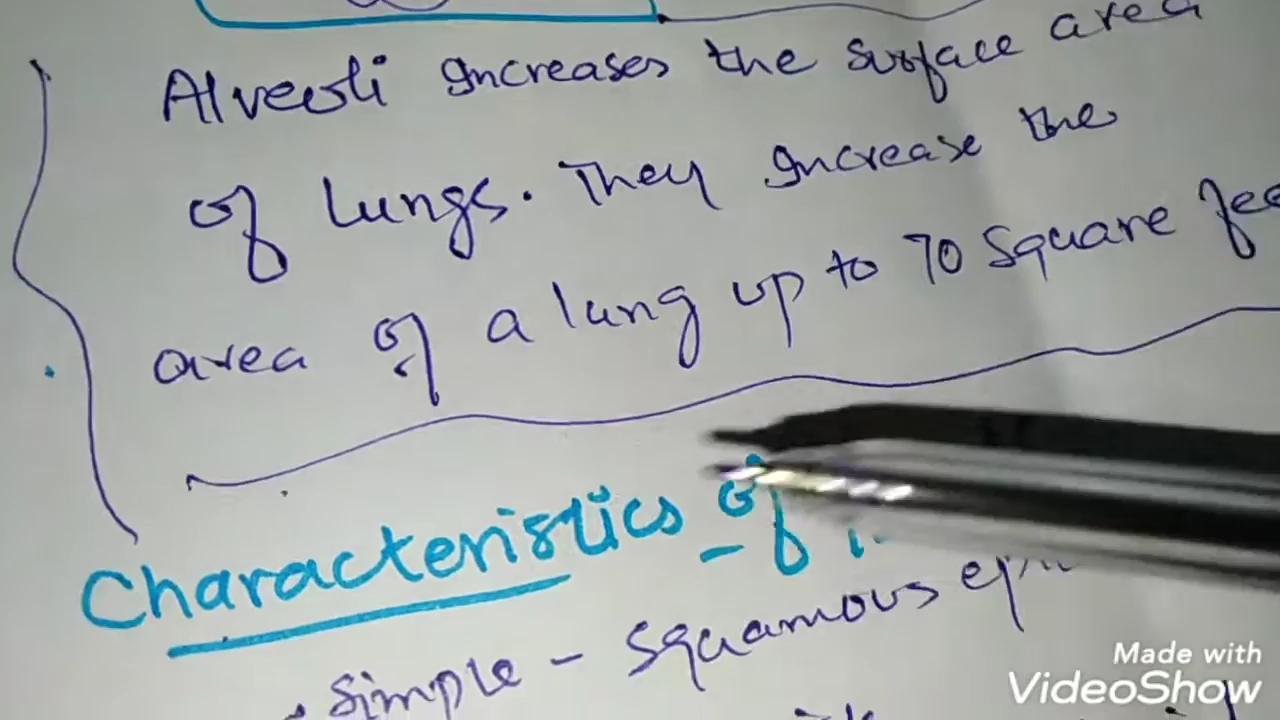 Alveoli increases the surface area
of lungs. They increase the
area of a lung up to 70 square
Characteristics of
simple - squamous
Made with
VideoShow